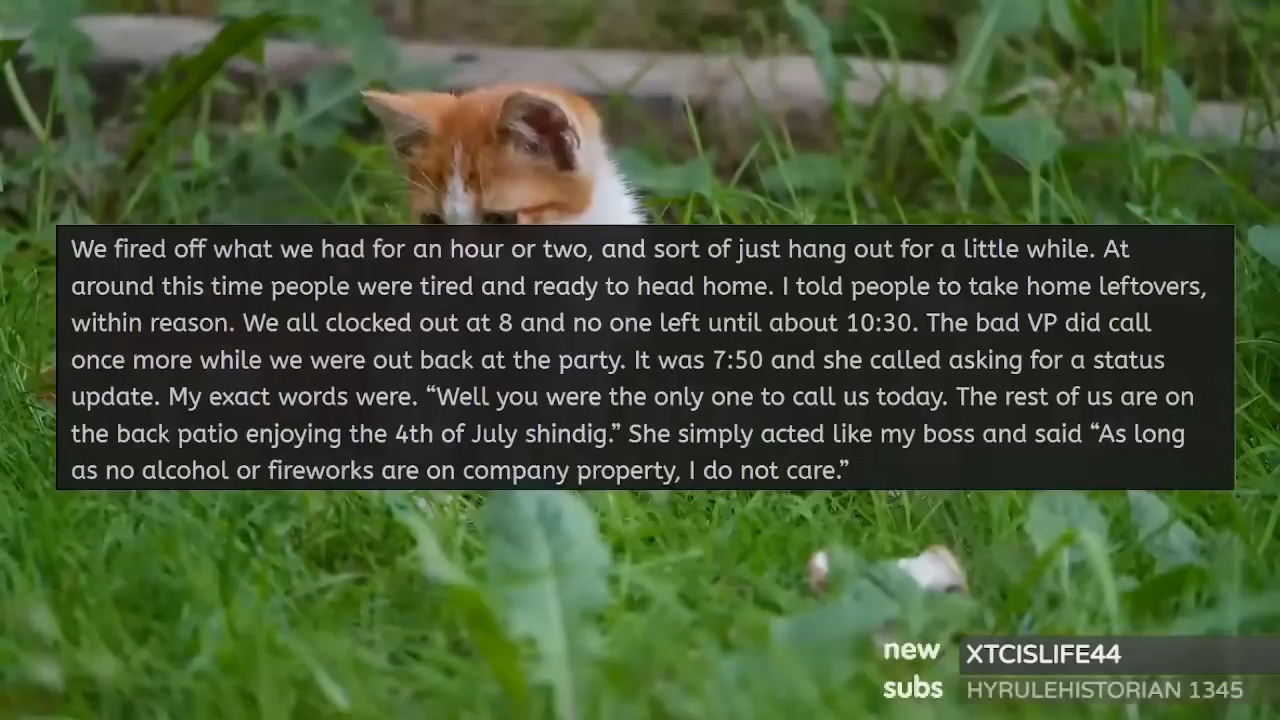 We fired off what we had for an hour or two, and sort of just hang out for a little while. At
around this time people were tired and ready to head home. I told people to take home leftovers,
within reason. We all clocked out at 8 and no one left until about 10:30. The bad VP did call
once more while we were out back at the party. It was 7:50 and she called asking for a status
update. My exact words were. “Well you were the only one to call us today. The rest of us are on
the back patio enjoying the 4th of July shindig.” She simply acted like my boss and said “As long
as no alcohol or fireworks are on company property, I do not care.”
new XTCISLIFE44
subs HYRULEHISTORIAN 1345